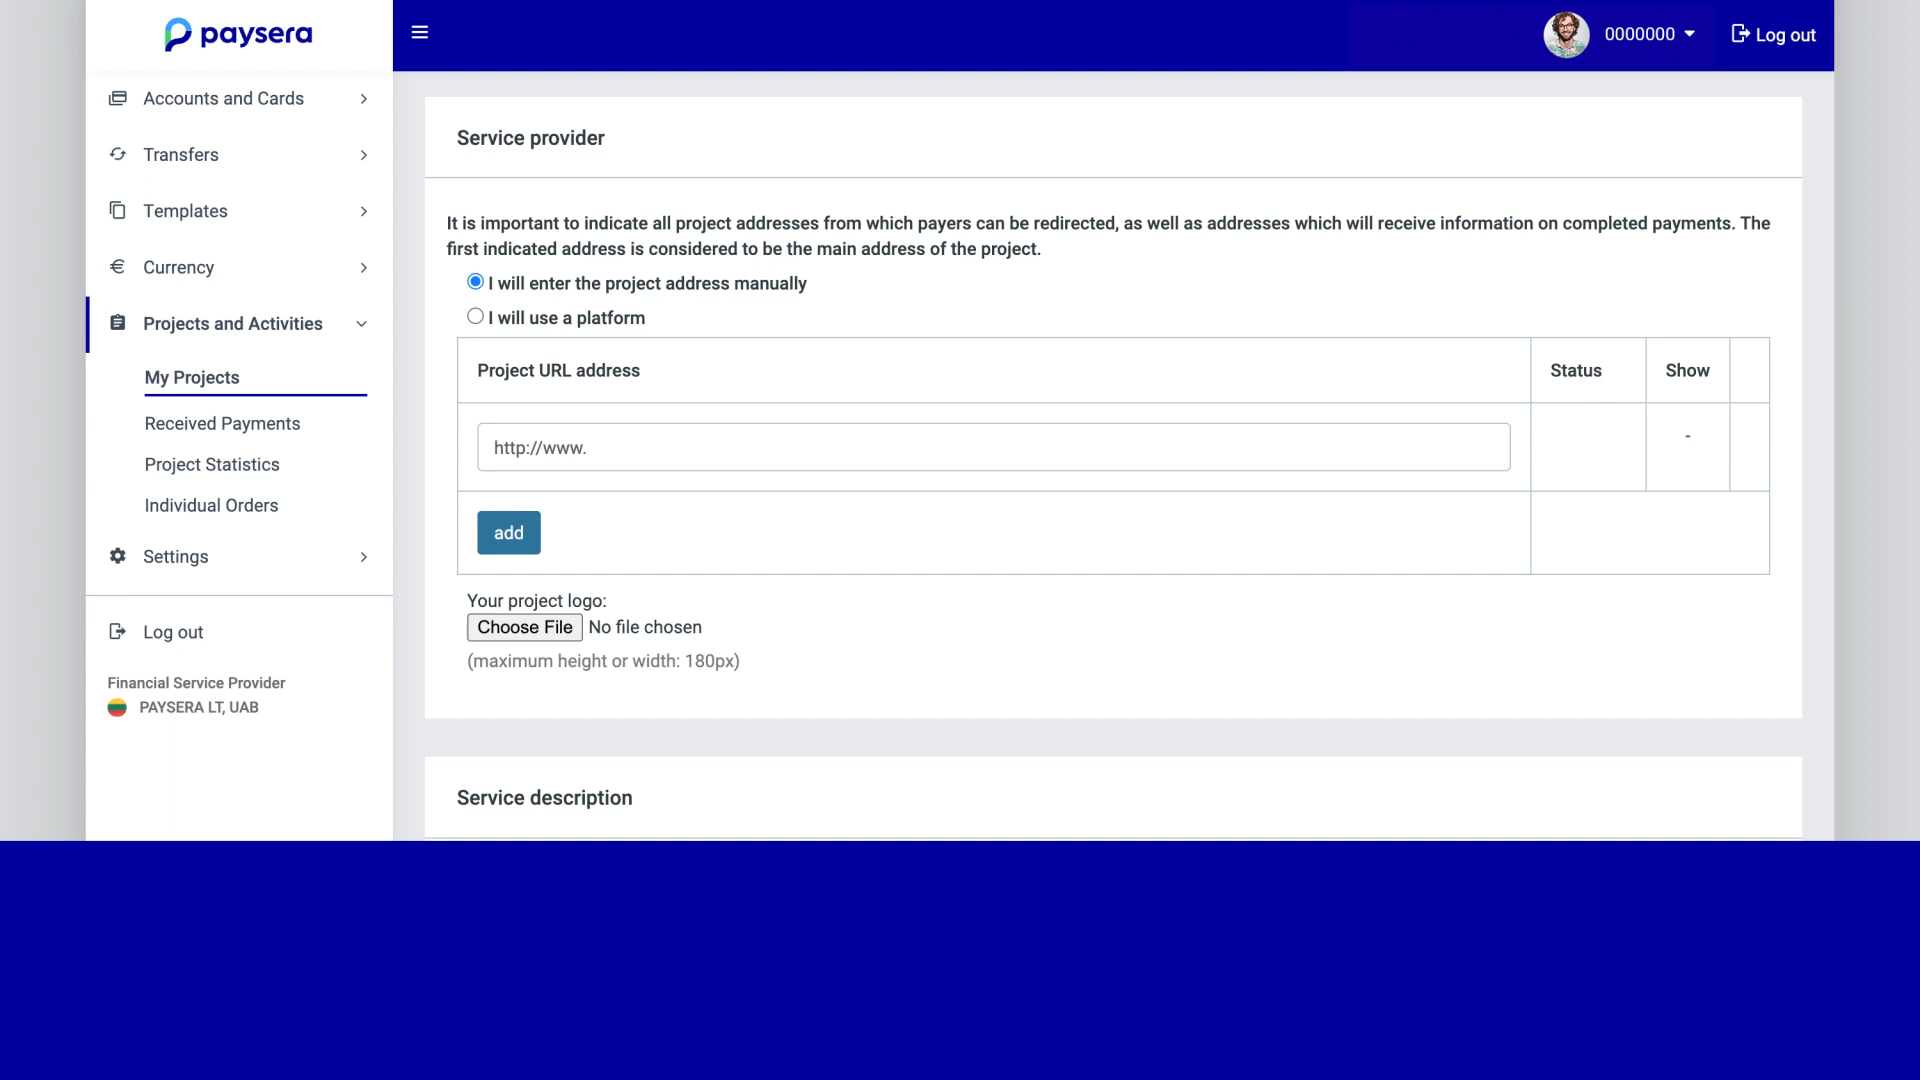 paysera
0000000
Log out
Accounts and Cards
Transfers
Templates
Currency
Projects and Activities
My Projects
Received Payments
Project Statistics
Individual Orders
Settings
Log out
Financial Service Provider
PAYSERA LT, UAB
Service provider
It is important to indicate all project addresses from which payers can be redirected, as well as addresses which will receive information on completed payments. The
first indicated address is considered to be the main address of the project.
I will enter the project address manually
I will use a platform
Project URL address Status Show
http://www. -
add
Your project logo:
Choose File No file chosen
(maximum height or width: 180px)
Service description